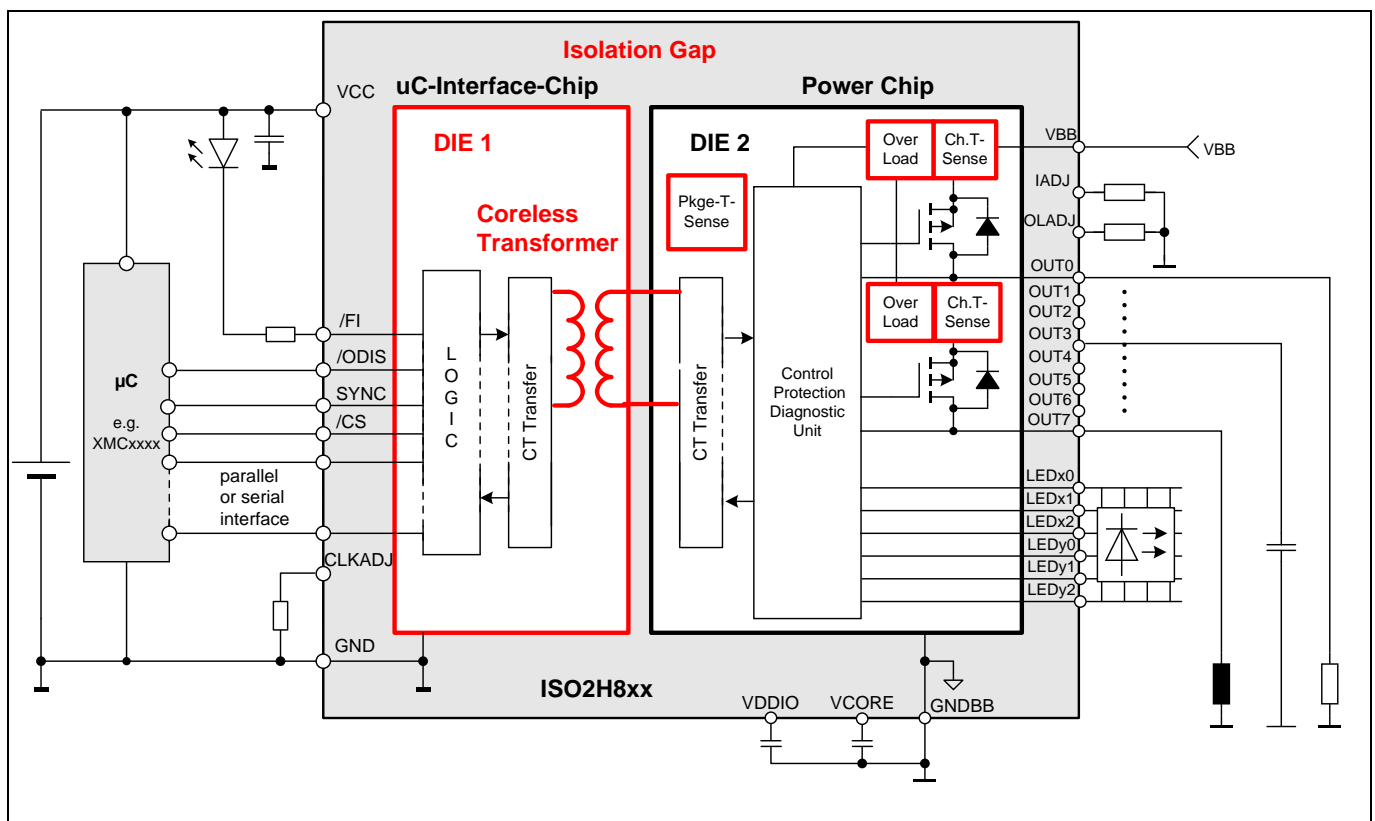 Isolation Gap
uC-Interface-Chip
Power Chip
VCC
DIE 1
DIE 2
Over
Load
Ch.T-
Sense
VBB
VBB
Pkge-T-
Sense
IADJ
OLADJ
Coreless
Transformer
OUT0
OUT1
OUT2
OUT3
OUT4
OUT5
OUT6
OUT7
Over
Load
Ch.T-
Sense
/FI
/ODIS
SYNC
/CS
µC
e.g.
XMCxxxx
parallel
or serial
interface
CLKADJ
GND
L
O
G
I
C
CT Transfer
CT Transfer
Control
Protection
Diagnostic
Unit
LEDx0
LEDx1
LEDx2
LEDy0
LEDy1
LEDy2
ISO2H8xx
VDDIO
VCORE
GNDBB